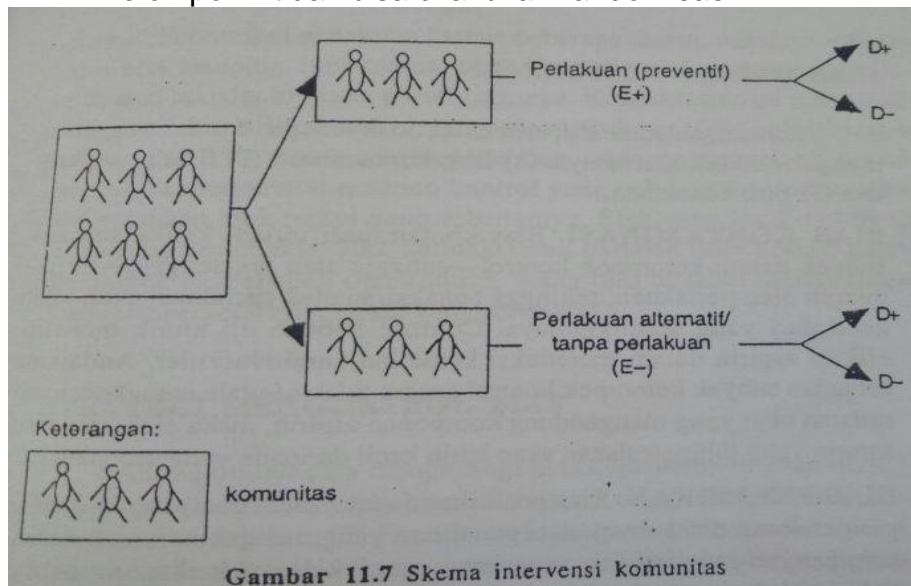 Perlakuan (preventif)
(E+)
D+
D−
Perlakuan alternatif/
tanpa perlakuan
(E−)
D+
D−
Keterangan:
komunitas
Gambar 11.7 Skema intervensi komunitas